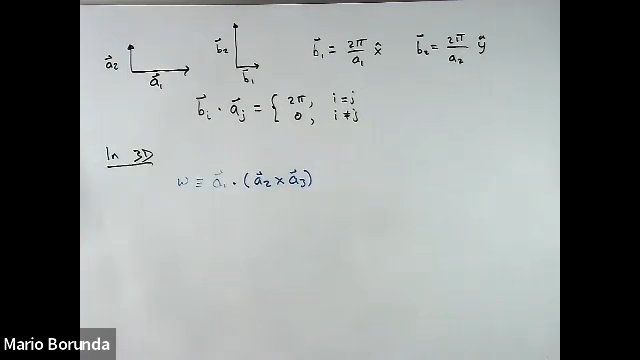 a⃗₂ a⃗₁ b⃗₂ b⃗₁ b⃗₁ = 2π/a₁ x̂ b⃗₂ = 2π/a₂ ŷ
b⃗ᵢ · a⃗ⱼ = { 2π, i = j
0, i ≠ j
In 3D
w ≡ a⃗₁ · (a⃗₂ × a⃗₃)
Mario Borunda